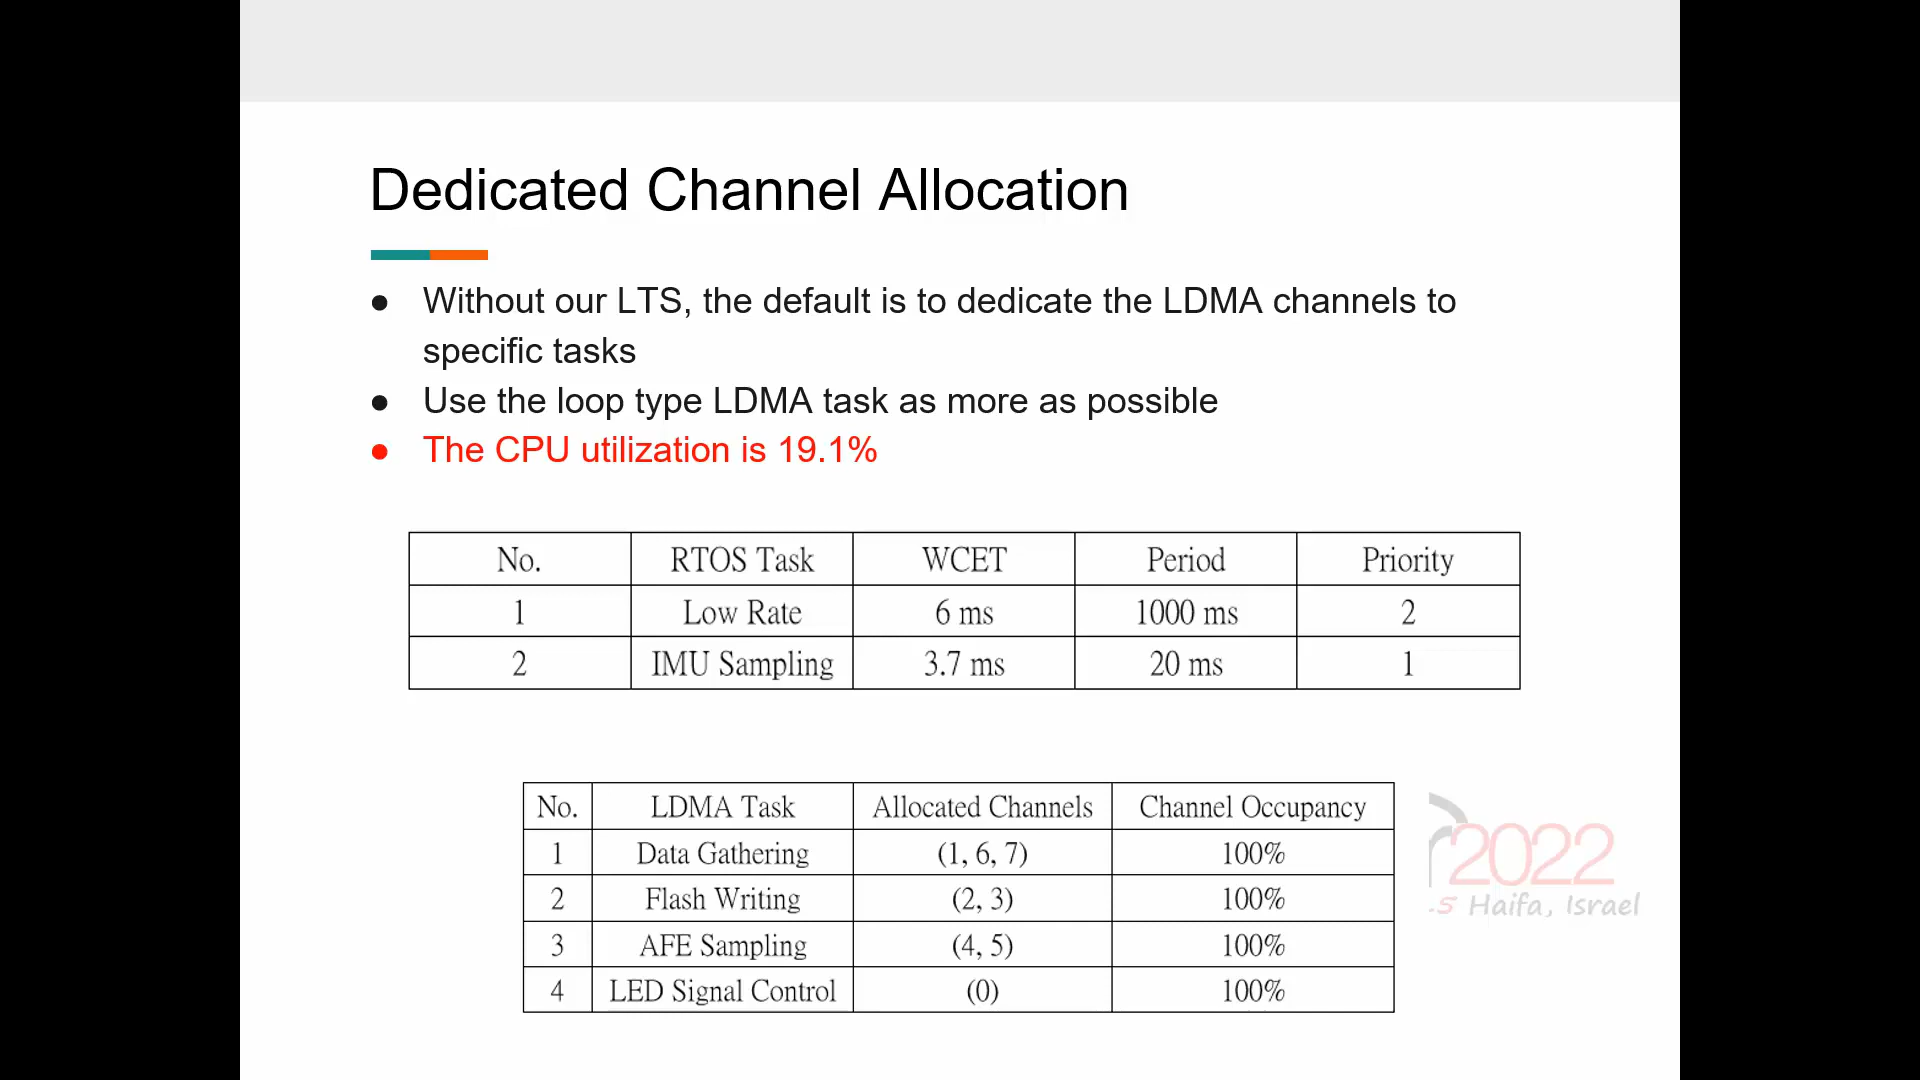 Dedicated Channel Allocation
● Without our LTS, the default is to dedicate the LDMA channels to
specific tasks
● Use the loop type LDMA task as more as possible
● The CPU utilization is 19.1%
No. RTOS Task WCET Period Priority
1 Low Rate 6 ms 1000 ms 2
2 IMU Sampling 3.7 ms 20 ms 1
No. LDMA Task Allocated Channels Channel Occupancy
1 Data Gathering (1, 6, 7) 100%
2 Flash Writing (2, 3) 100%
3 AFE Sampling (4, 5) 100%
4 LED Signal Control (0) 100%
2022
-5 Haifa, Israel